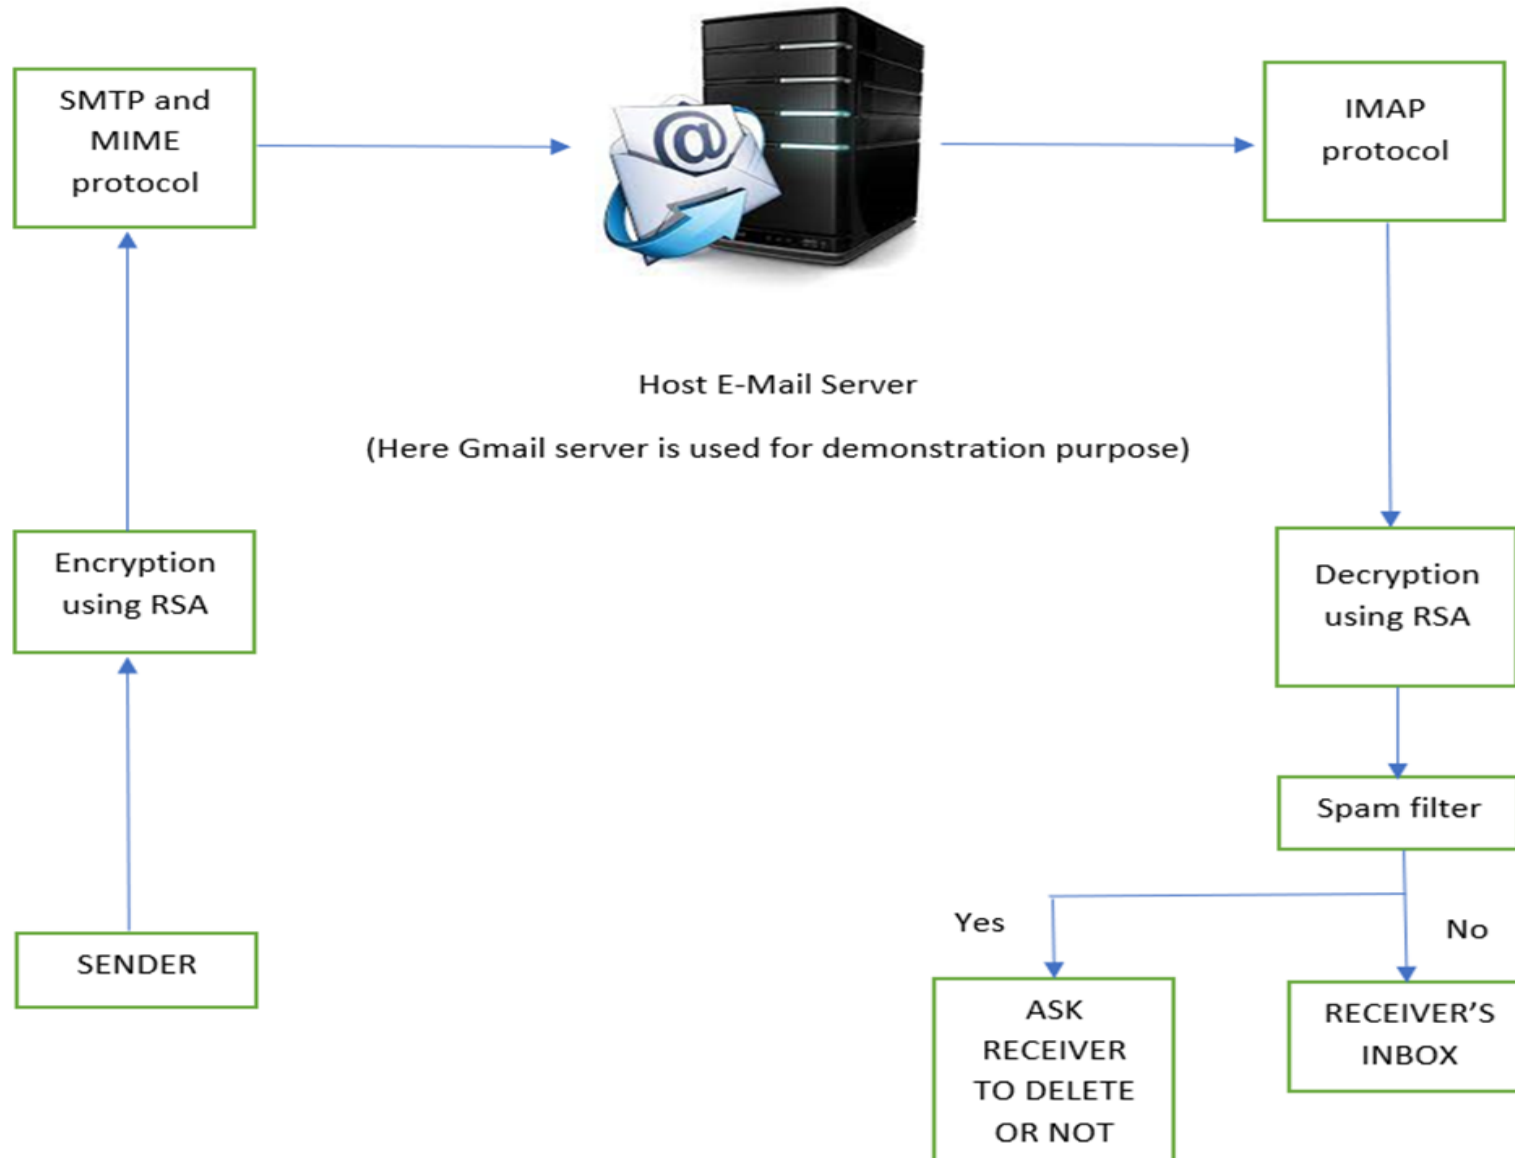 SMTP and
MIME
protocol
IMAP
protocol
Host E-Mail Server
(Here Gmail server is used for demonstration purpose)
Encryption
using RSA
Decryption
using RSA
Spam filter
Yes
No
SENDER
ASK
RECEIVER
TO DELETE
OR NOT
RECEIVER’S
INBOX